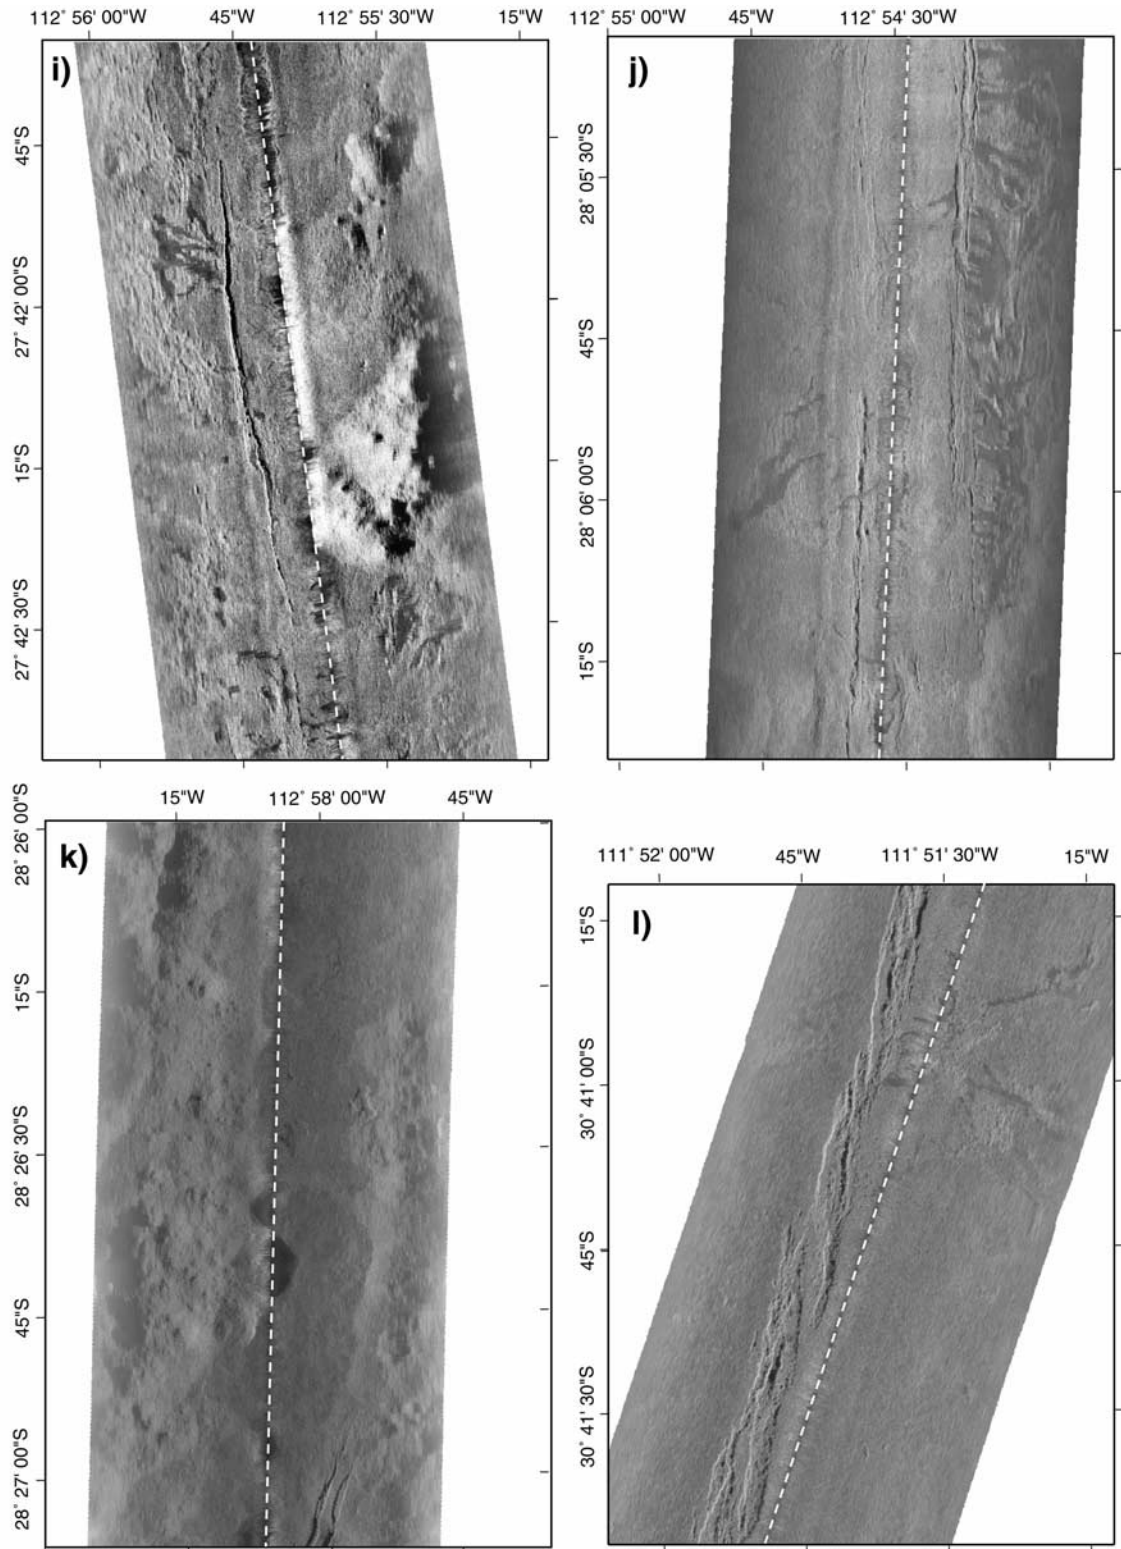 112° 56' 00"W 45"W 112° 55' 30"W 15"W
i)
45"S
27° 42' 00"S
15"S
27° 42' 30"S
112° 55' 00"W 45"W 112° 54' 30"W
j)
28° 05' 30"S
45"S
28° 06' 00"S
15"S
15"W 112° 58' 00"W 45"W
k)
28° 26' 00"S
15"S
28° 26' 30"S
45"S
28° 27' 00"S
111° 52' 00"W 45"W 111° 51' 30"W 15"W
l)
15"S
30° 41' 00"S
45"S
30° 41' 30"S